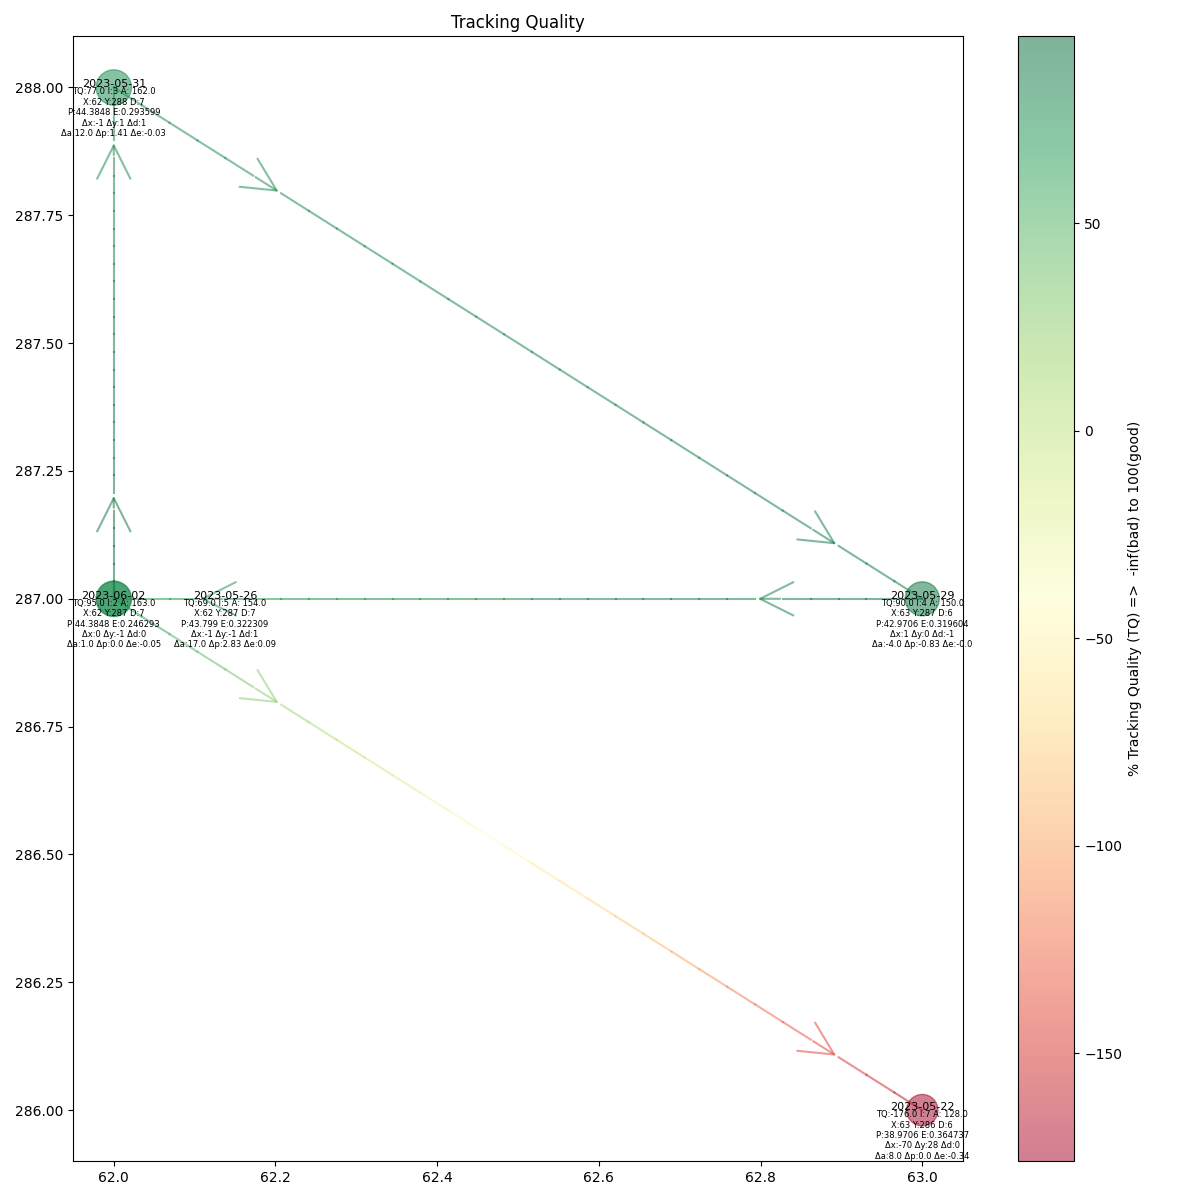 Tracking Quality
288.00
287.75
287.50
287.25
287.00
286.75
286.50
286.25
286.00
2023-05-31
TQ:77.0 I:3 A: 162.0
X:62 Y:288 D:7
P:44.3848 E:0.293599
Δx:-1 Δy:1 Δd:1
Δa:12.0 Δp:1.41 Δe:-0.03
2023-06-02
TQ:95.0 I:2 A: 163.0
X:62 Y:287 D:7
P:44.3848 E:0.246293
Δx:0 Δy:-1 Δd:0
Δa:1.0 Δp:0.0 Δe:-0.05
2023-05-26
TQ:69.0 I:5 A: 154.0
X:62 Y:287 D:7
P:43.799 E:0.322309
Δx:-1 Δy:-1 Δd:1
Δa:17.0 Δp:2.83 Δe:0.09
2023-05-29
TQ:90.0 I:4 A: 150.0
X:63 Y:287 D:6
P:42.9706 E:0.319604
Δx:1 Δy:0 Δd:-1
Δa:-4.0 Δp:-0.83 Δe:-0.0
2023-05-22
TQ:-176.0 I:7 A: 128.0
X:63 Y:286 D:6
P:38.9706 E:0.364737
Δx:-70 Δy:28 Δd:0
Δa:8.0 Δp:0.0 Δe:-0.34
62.0
62.2
62.4
62.6
62.8
63.0
50
0
−50
−100
−150
% Tracking Quality (TQ) => -inf(bad) to 100(good)